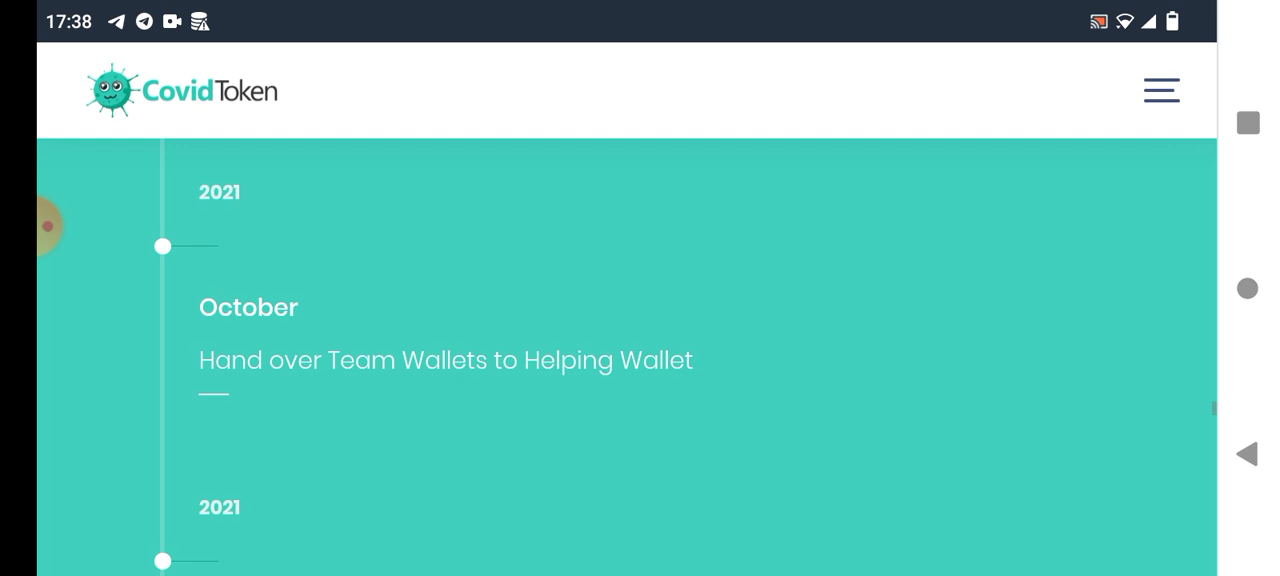 17:38
CovidToken
2021
October
Hand over Team Wallets to Helping Wallet
2021